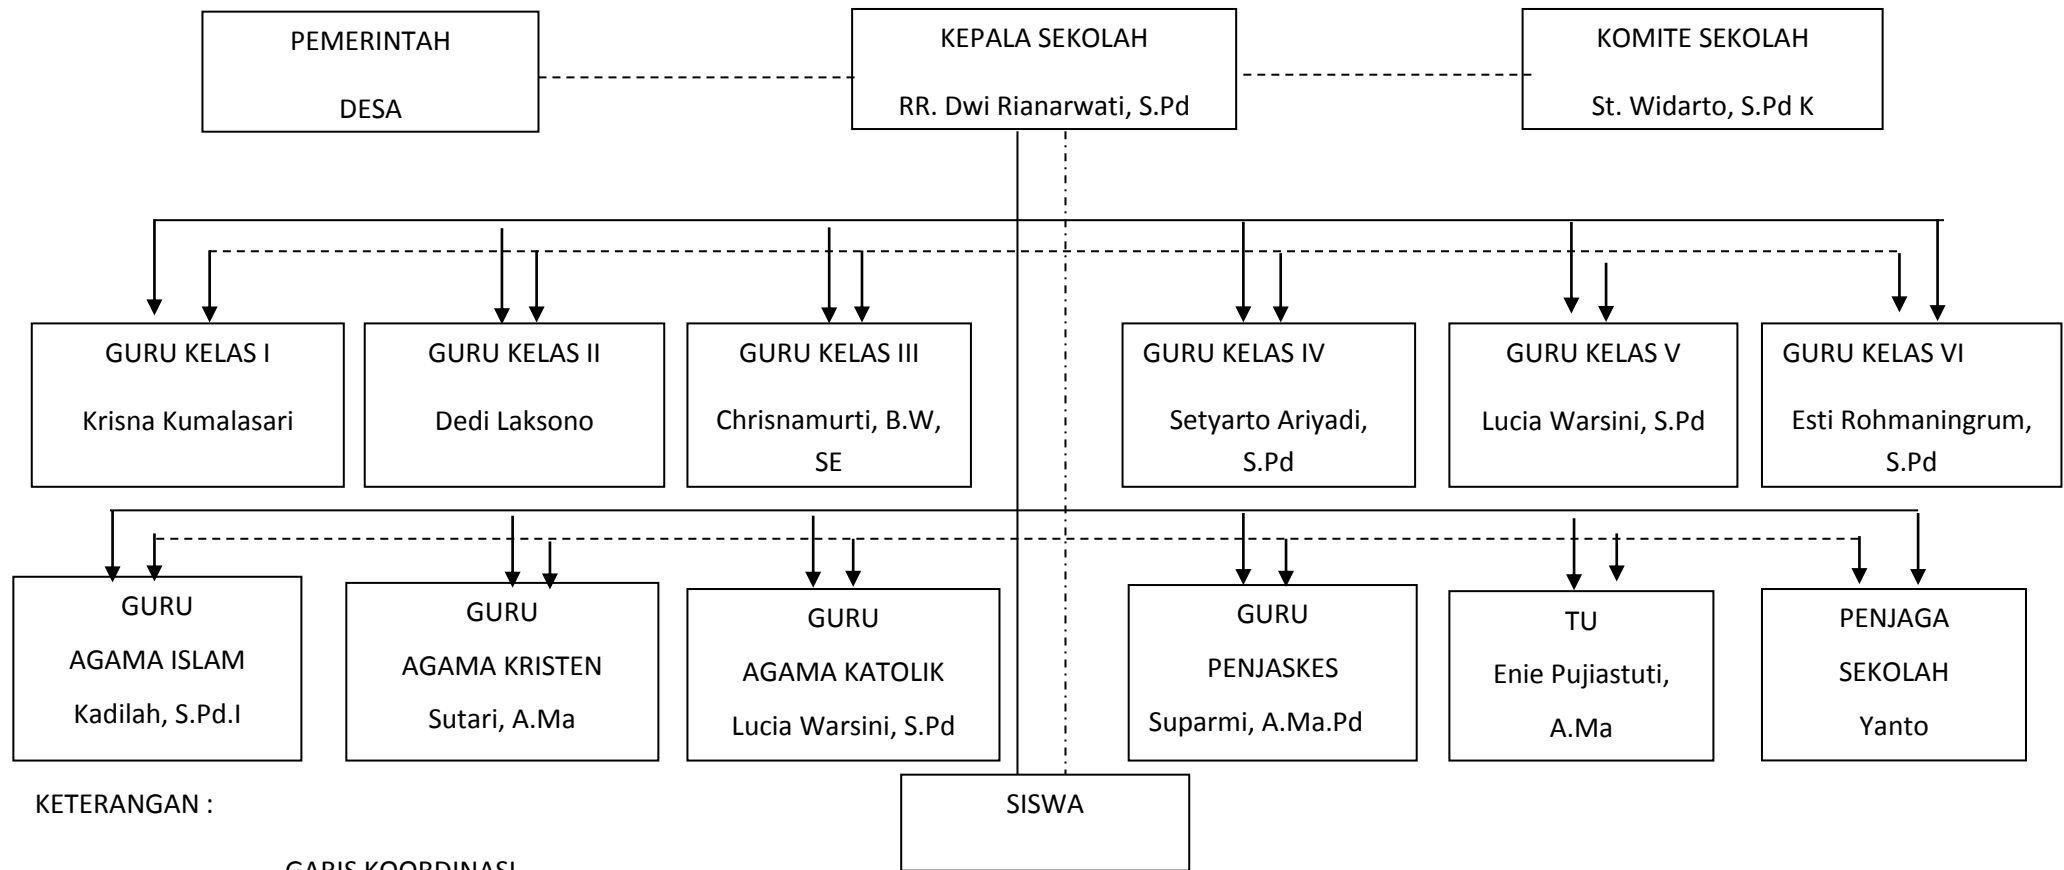 PEMERINTAH
DESA
KEPALA SEKOLAH
RR. Dwi Rianarwati, S.Pd
KOMITE SEKOLAH
St. Widarto, S.Pd K
GURU KELAS I
Krisna Kumalasari
GURU KELAS II
Dedi Laksono
GURU KELAS III
Chrisnamurti, B.W,
SE
GURU KELAS IV
Setyarto Ariyadi,
S.Pd
GURU KELAS V
Lucia Warsini, S.Pd
GURU KELAS VI
Esti Rohmaningrum,
S.Pd
GURU
AGAMA ISLAM
Kadilah, S.Pd.I
GURU
AGAMA KRISTEN
Sutari, A.Ma
GURU
AGAMA KATOLIK
Lucia Warsini, S.Pd
GURU
PENJASKES
Suparmi, A.Ma.Pd
TU
Enie Pujiastuti,
A.Ma
PENJAGA
SEKOLAH
Yanto
SISWA
KETERANGAN :
GARIS KOORDINASI